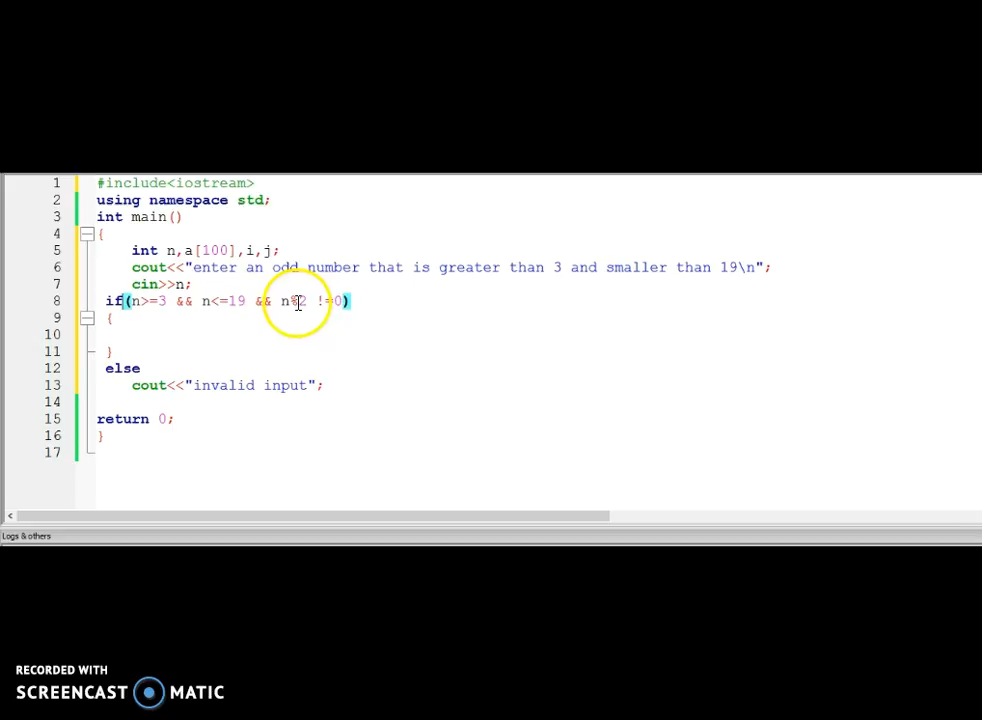 1 #include<iostream>
2 using namespace std;
3 int main()
4 {
5 int n,a[100],i,j;
6 cout<<"enter an odd number that is greater than 3 and smaller than 19\n";
7 cin>>n;
8 if(n>=3 && n<=19 && n%2 !=0)
9 {
10
11 }
12 else
13 cout<<"invalid input";
14
15 return 0;
16 }
17
<
Logs & others
RECORDED WITH
SCREENCAST MATIC